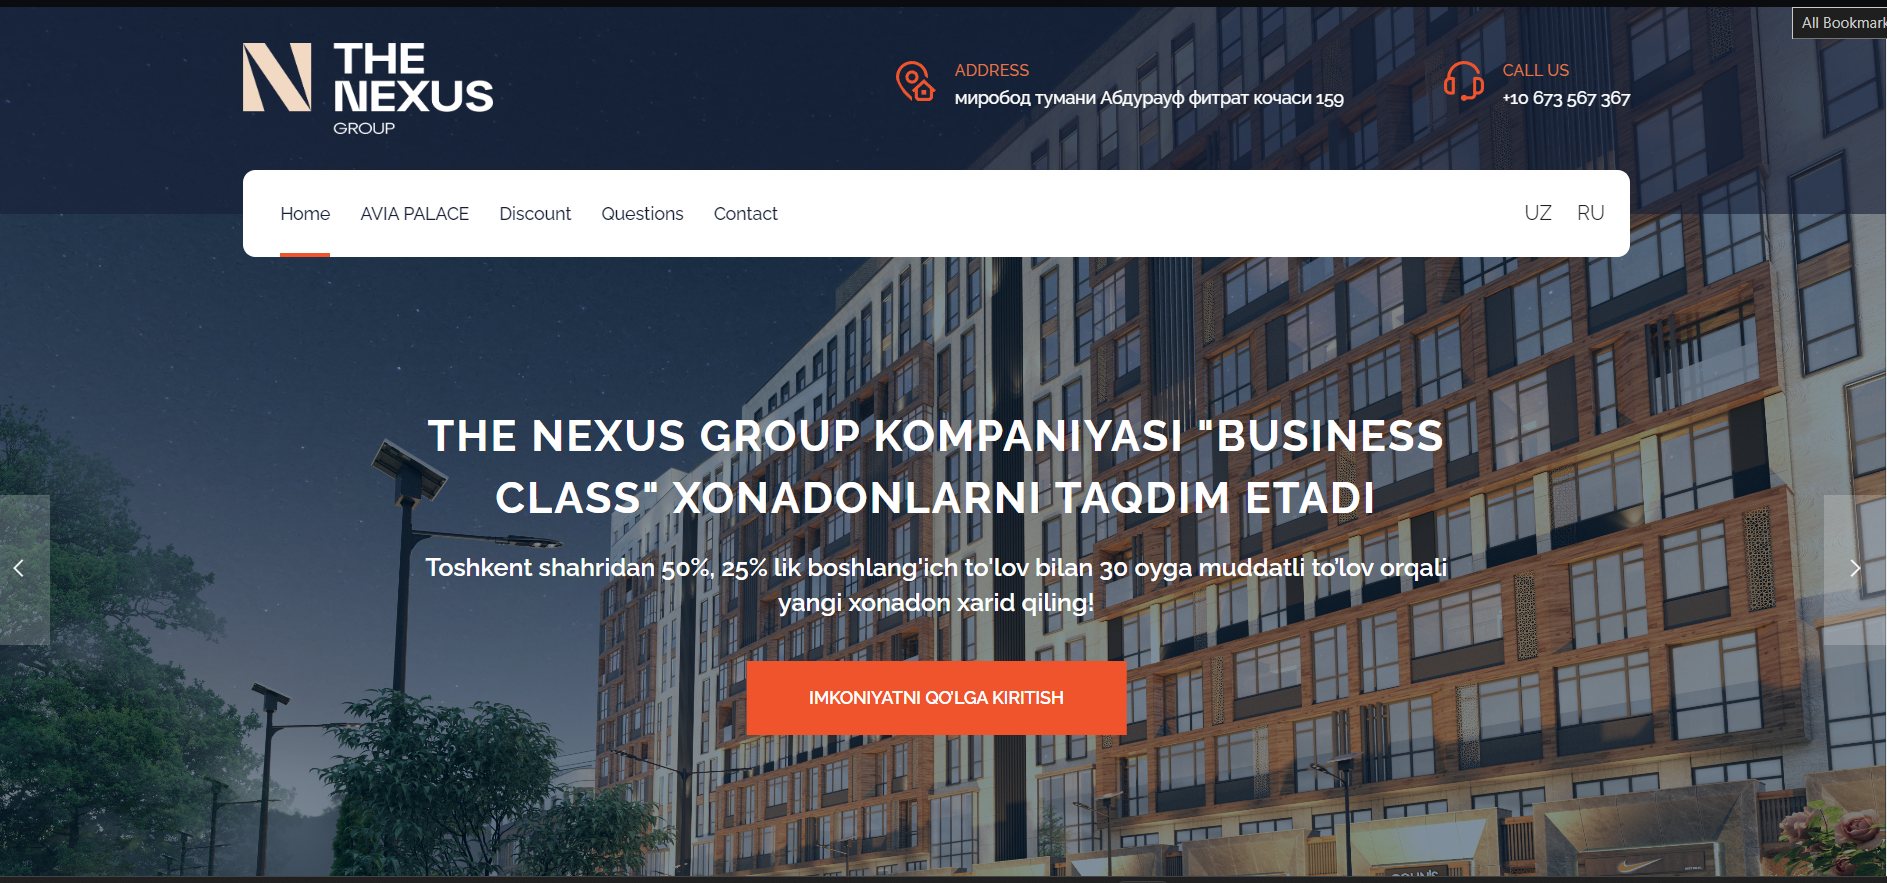 All Bookmark
THE
NEXUS
GROUP
ADDRESS
миробод тумани Абдурауф фитрат кочаси 159
CALL US
+10 673 567 367
Home AVIA PALACE Discount Questions Contact UZ RU
THE NEXUS GROUP KOMPANIYASI "BUSINESS
CLASS" XONADONLARNI TAQDIM ETADI
Toshkent shahridan 50%, 25% lik boshlang'ich to'lov bilan 30 oyga muddatli to'lov orqali
yangi xonadon xarid qiling!
IMKONIYATNI QO'LGA KIRITISH